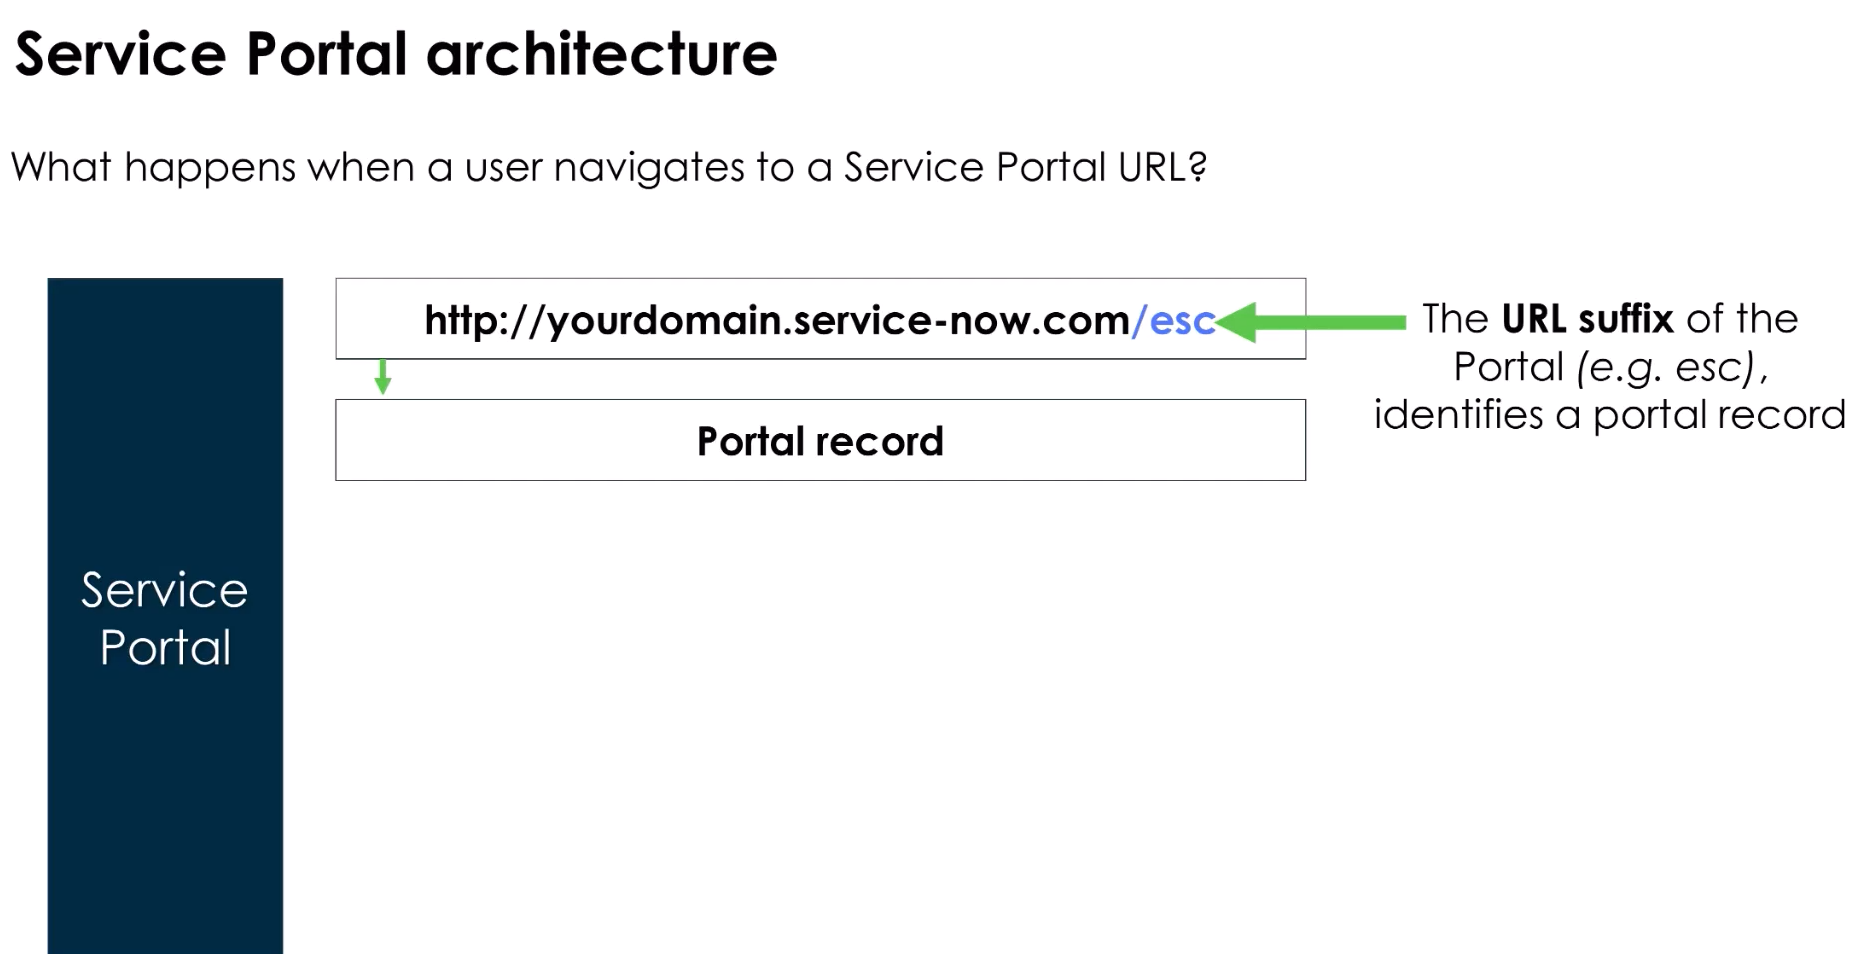 Service Portal architecture
What happens when a user navigates to a Service Portal URL?
http://yourdomain.service-now.com/esc
The URL suffix of the
Portal (e.g. esc),
identifies a portal record
Portal record
Service
Portal